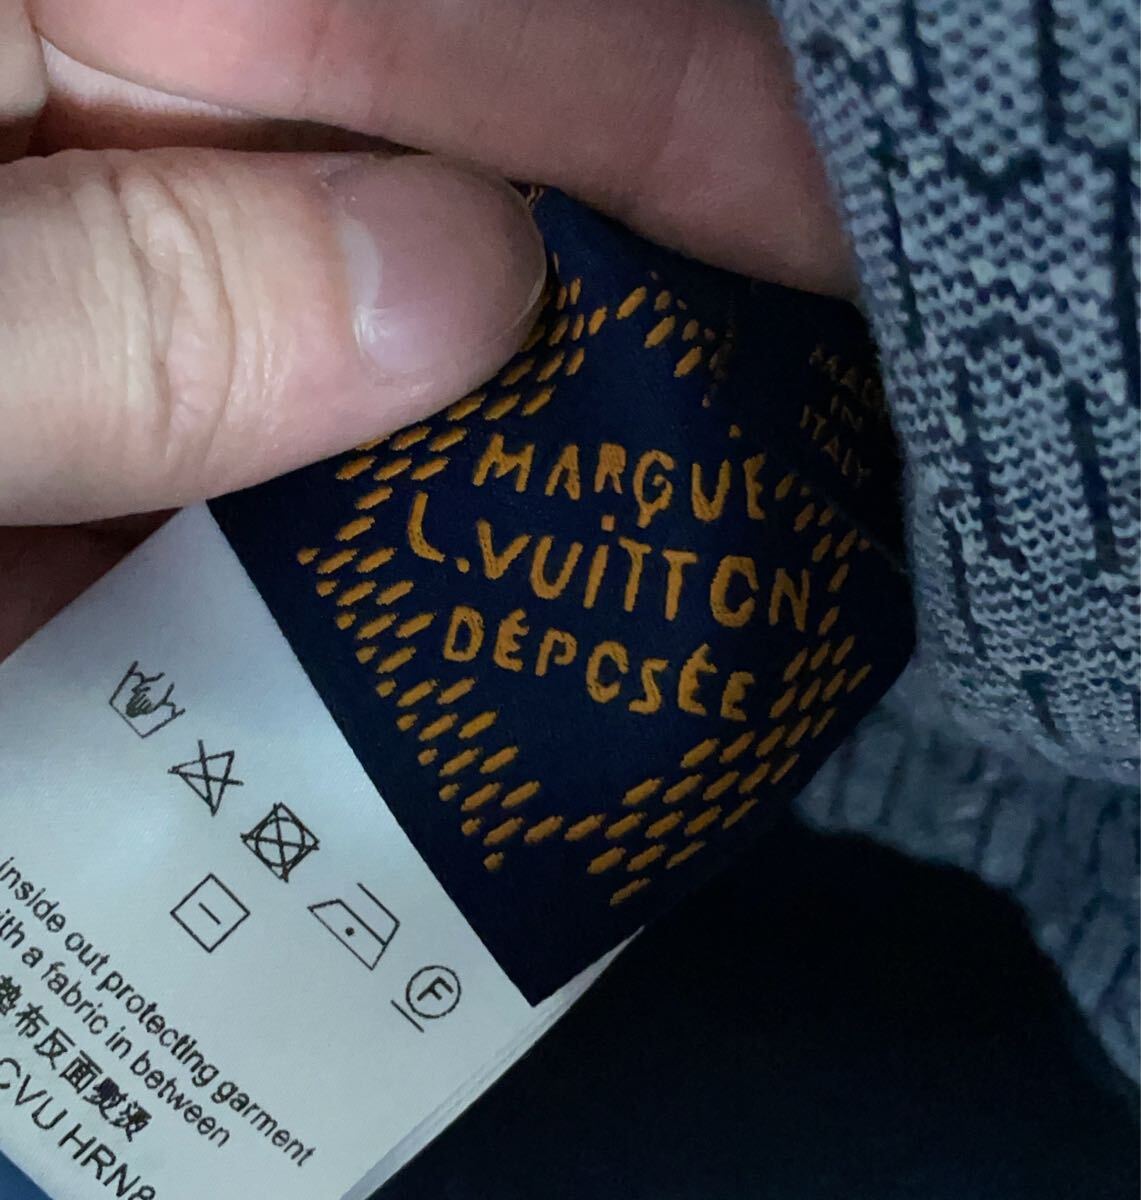 MADE
IN
ITALY
MARQUE
L.VUiTTON
DÉPOSÉE
F
inside out protecting garment
with a fabric in between
垫布反面熨烫
CVU HRN8